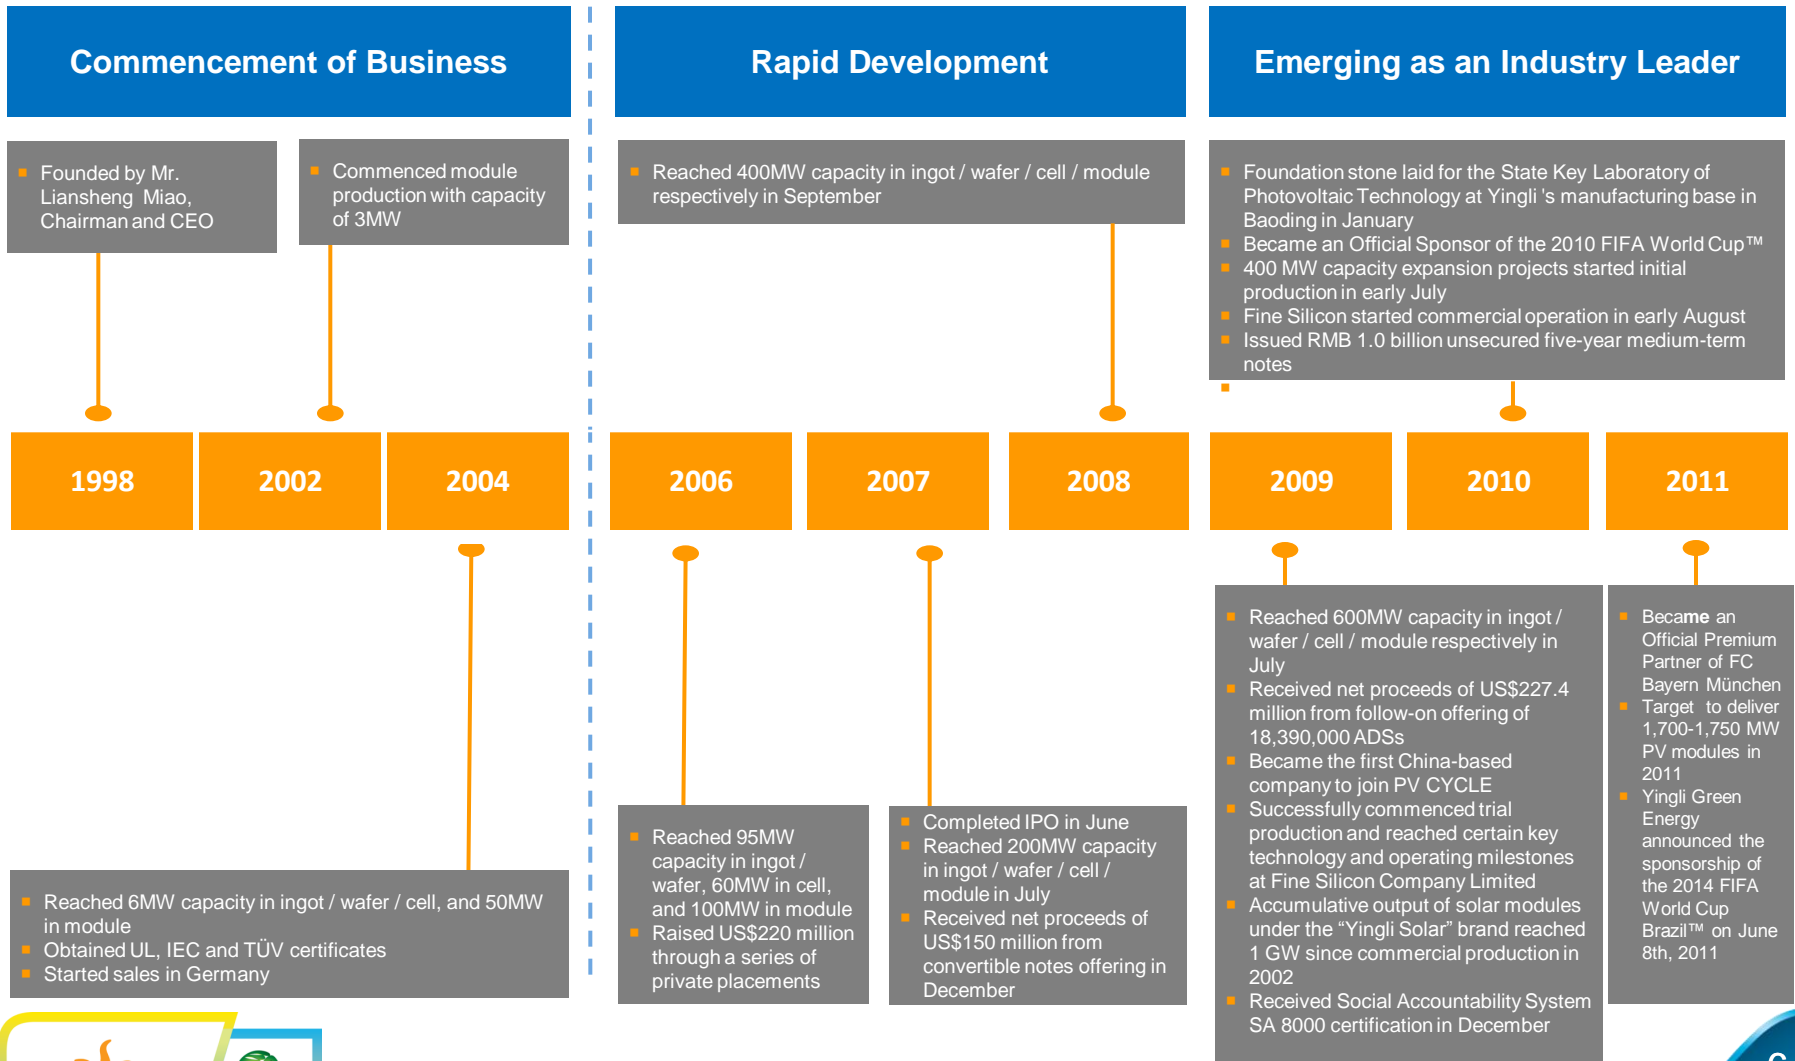 Commencement of Business
Rapid Development
Emerging as an Industry Leader
Founded by Mr.
Liansheng Miao,
Chairman and CEO
Commenced module
production with capacity
of 3MW
Reached 400MW capacity in ingot / wafer / cell / module
respectively in September
Foundation stone laid for the State Key Laboratory of
Photovoltaic Technology at Yingli 's manufacturing base in
Baoding in January
Became an Official Sponsor of the 2010 FIFA World Cup™
400 MW capacity expansion projects started initial
production in early July
Fine Silicon started commercial operation in early August
Issued RMB 1.0 billion unsecured five-year medium-term
notes
1998
2002
2004
2006
2007
2008
2009
2010
2011
Reached 6MW capacity in ingot / wafer / cell, and 50MW
in module
Obtained UL, IEC and TÜV certificates
Started sales in Germany
Reached 95MW
capacity in ingot /
wafer, 60MW in cell,
and 100MW in module
Raised US$220 million
through a series of
private placements
Completed IPO in June
Reached 200MW capacity
in ingot / wafer / cell /
module in July
Received net proceeds of
US$150 million from
convertible notes offering in
December
Reached 600MW capacity in ingot /
wafer / cell / module respectively in
July
Received net proceeds of US$227.4
million from follow-on offering of
18,390,000 ADSs
Became the first China-based
company to join PV CYCLE
Successfully commenced trial
production and reached certain key
technology and operating milestones
at Fine Silicon Company Limited
Accumulative output of solar modules
under the “Yingli Solar” brand reached
1 GW since commercial production in
2002
Received Social Accountability System
SA 8000 certification in December
Became an
Official Premium
Partner of FC
Bayern München
Target to deliver
1,700-1,750 MW
PV modules in
2011
Yingli Green
Energy
announced the
sponsorship of
the 2014 FIFA
World Cup
Brazil™ on June
8th, 2011